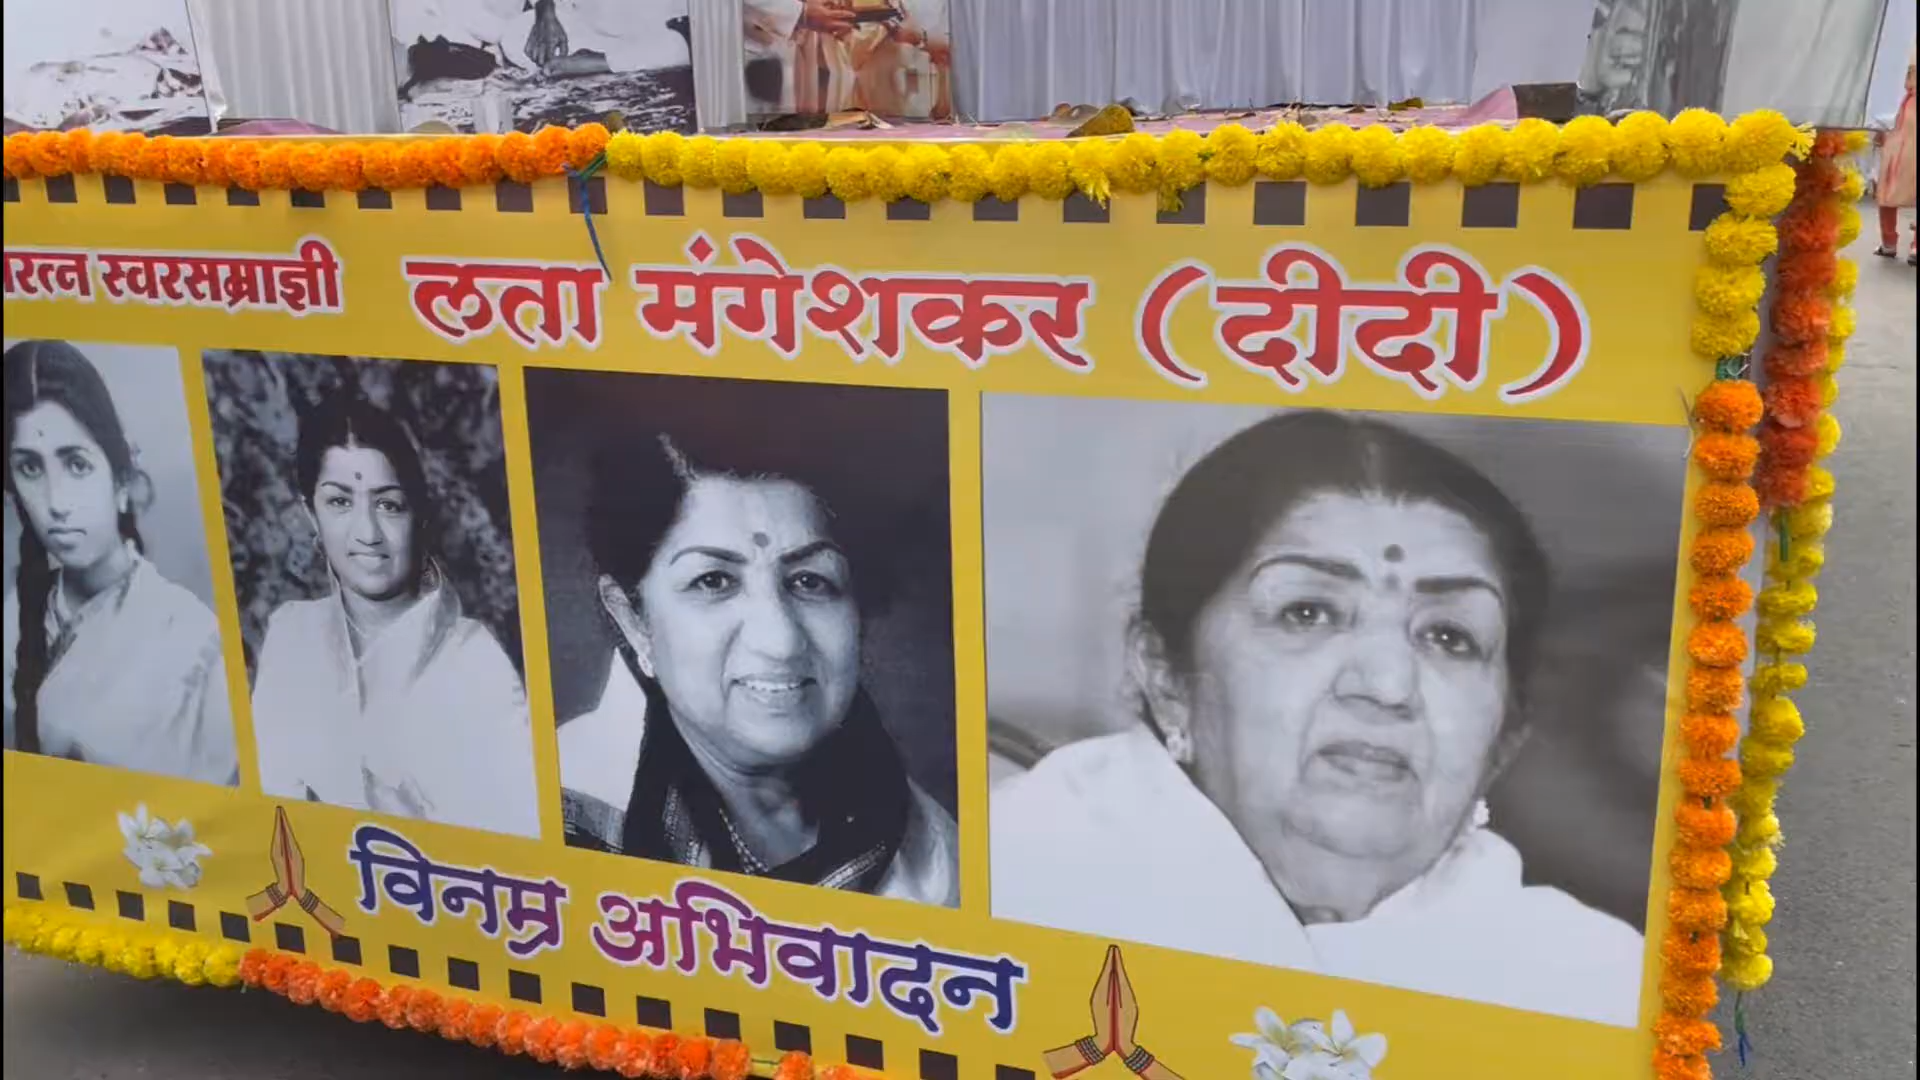 रत्न स्वरसम्राज्ञी लता मंगेशकर (दीदी)
विनम्र अभिवादन